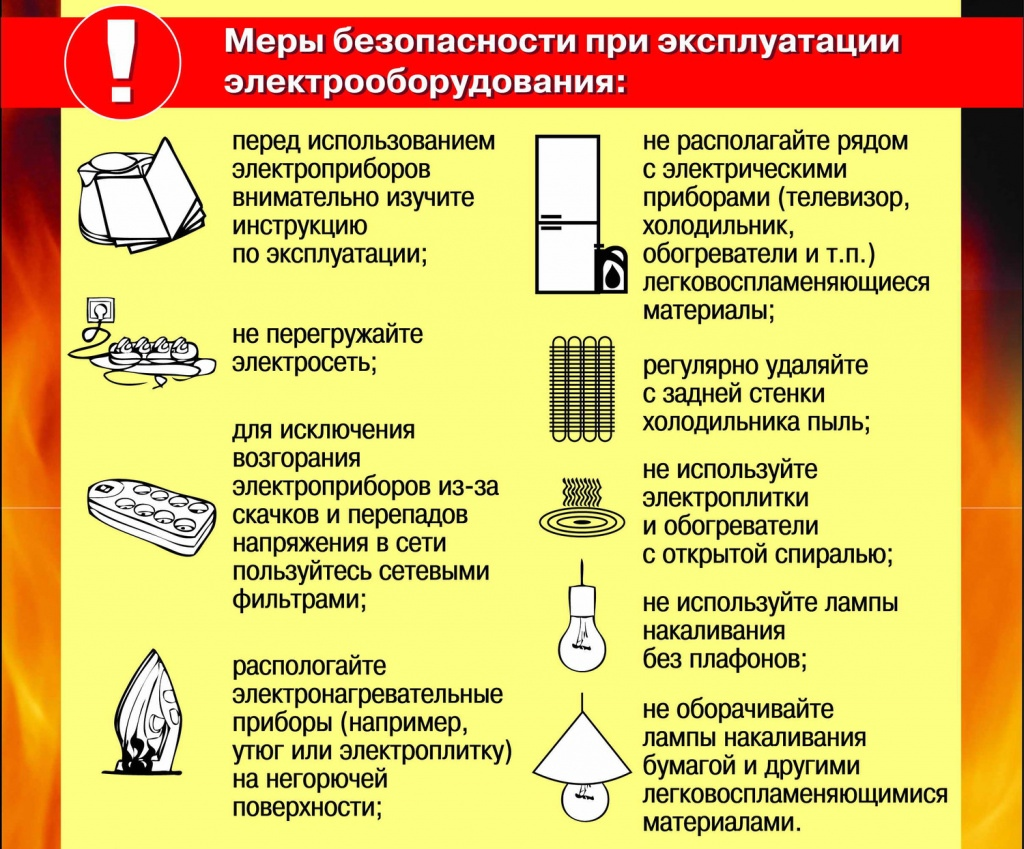 Меры безопасности при эксплуатации
электрооборудования:
перед использованием
электроприборов
внимательно изучите
инструкцию
по эксплуатации;
не перегружайте
электросеть;
для исключения
возгорания
электроприборов из-за
скачков и перепадов
напряжения в сети
пользуйтесь сетевыми
фильтрами;
распологайте
электронагревательные
приборы (например,
утюг или электроплитку)
на негорючей
поверхности;
не располагайте рядом
с электрическими
приборами (телевизор,
холодильник,
обогреватели и т.п.)
легковоспламеняющиеся
материалы;
регулярно удаляйте
с задней стенки
холодильника пыль;
не используйте
электроплитки
и обогреватели
с открытой спиралью;
не используйте лампы
накаливания
без плафонов;
не оборачивайте
лампы накаливания
бумагой и другими
легковоспламеняющимися
материалами.